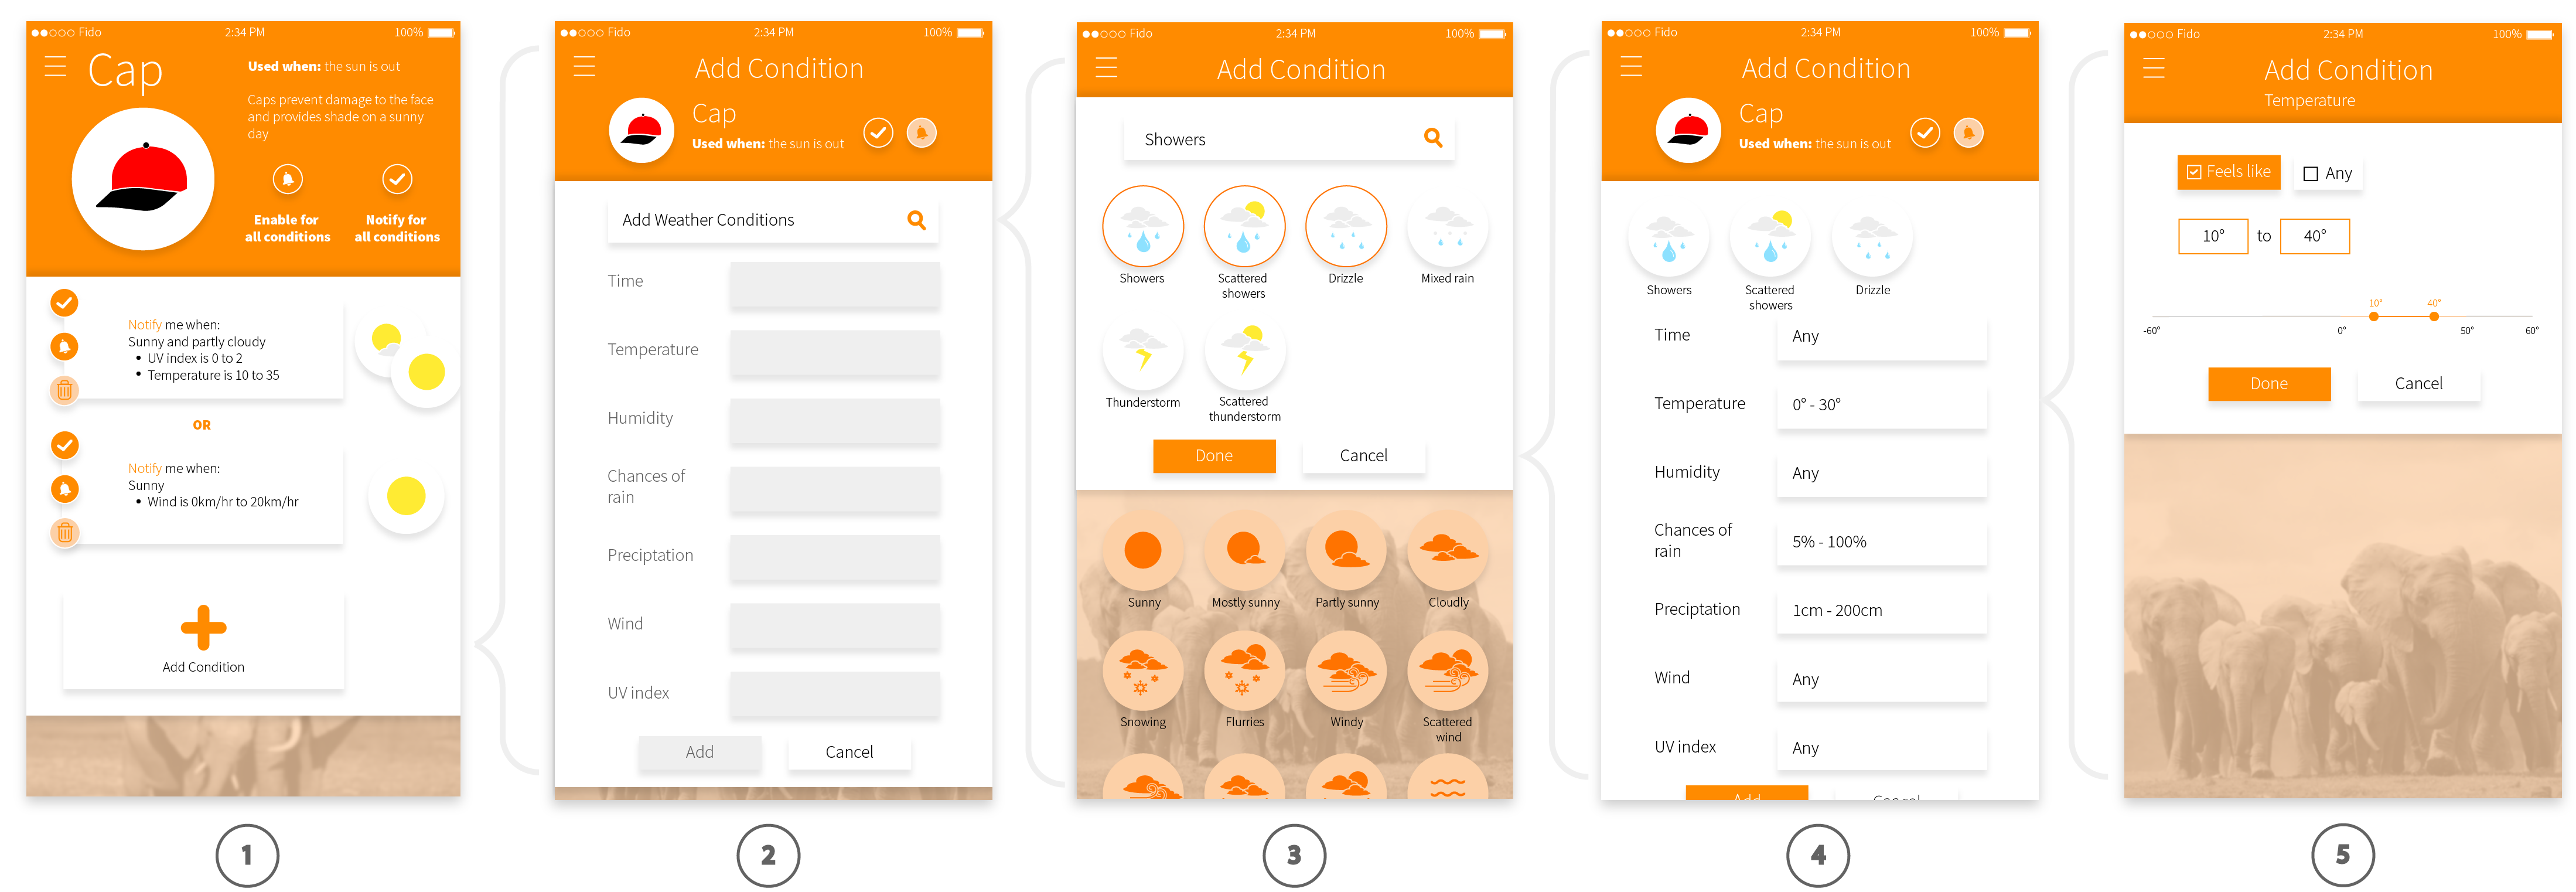 Fido 2:34 PM 100%
Cap
Used when: the sun is out
Caps prevent damage to the face
and provides shade on a sunny
day
Enable for
all conditions
Notify for
all conditions
Notify me when:
Sunny and partly cloudy
• UV index is 0 to 2
• Temperature is 10 to 35
OR
Notify me when:
Sunny
• Wind is 0km/hr to 20km/hr
Add Condition
1
Fido 2:34 PM 100%
Add Condition
Cap
Used when: the sun is out
Add Weather Conditions
Time
Temperature
Humidity
Chances of
rain
Preciptation
Wind
UV index
Add Cancel
2
Fido 2:34 PM 100%
Add Condition
Showers
Showers
Scattered
showers
Drizzle
Mixed rain
Thunderstorm
Scattered
thunderstorm
Done Cancel
Sunny
Mostly sunny
Partly sunny
Cloudly
Snowing
Flurries
Windy
Scattered
wind
3
Fido 2:34 PM 100%
Add Condition
Cap
Used when: the sun is out
Showers
Scattered
showers
Drizzle
Time Any
Temperature 0° - 30°
Humidity Any
Chances of
rain
5% - 100%
Preciptation 1cm - 200cm
Wind Any
UV index Any
Add Cancel
4
Fido 2:34 PM 100%
Add Condition
Temperature
Feels like Any
10° to 40°
10° 40°
-60° 0° 50° 60°
Done Cancel
5